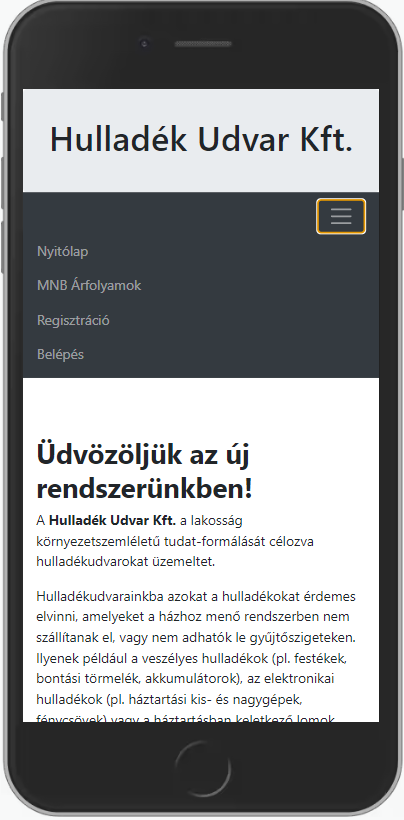 Hulladék Udvar Kft.
Nyitólap
MNB Árfolyamok
Regisztráció
Belépés
Üdvözöljük az új
rendszerünkben!
A Hulladék Udvar Kft. a lakosság
környezetszemléletű tudat-formálását célozva
hulladékudvarokat üzemeltet.
Hulladékudvarainkba azokat a hulladékokat érdemes
elvinni, amelyeket a házhoz menő rendszerben nem
szállítanak el, vagy nem adhatók le gyűjtőszigeteken.
Ilyenek például a veszélyes hulladékok (pl. festékek,
bontási törmelék, akkumulátorok), az elektronikai
hulladékok (pl. háztartási kis- és nagygépek,
fénycsövek) vagy a háztartásban keletkező lomok